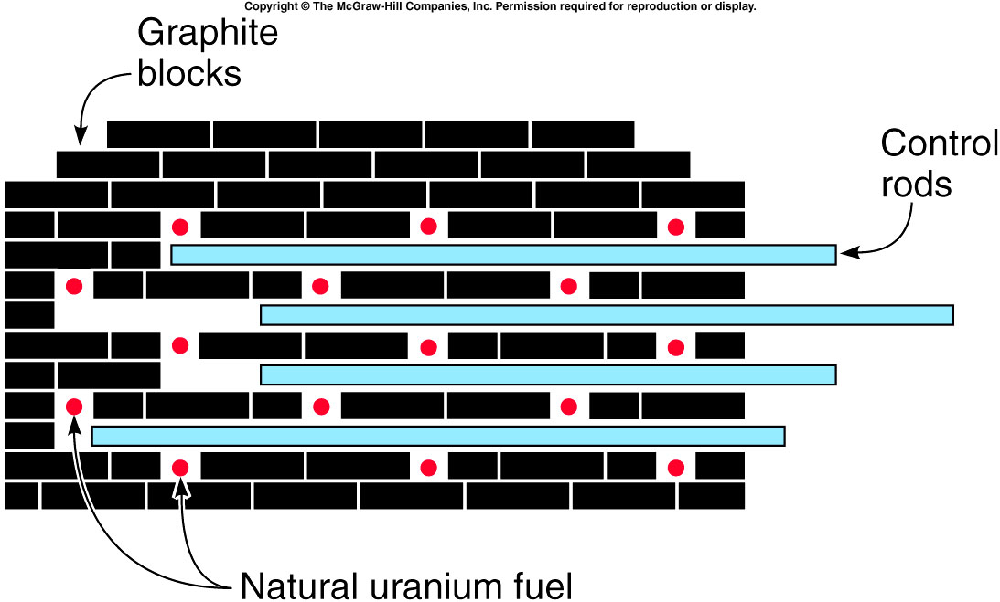 Copyright © The McGraw-Hill Companies, Inc. Permission required for reproduction or display.
Graphite
blocks
Control
rods
Natural uranium fuel